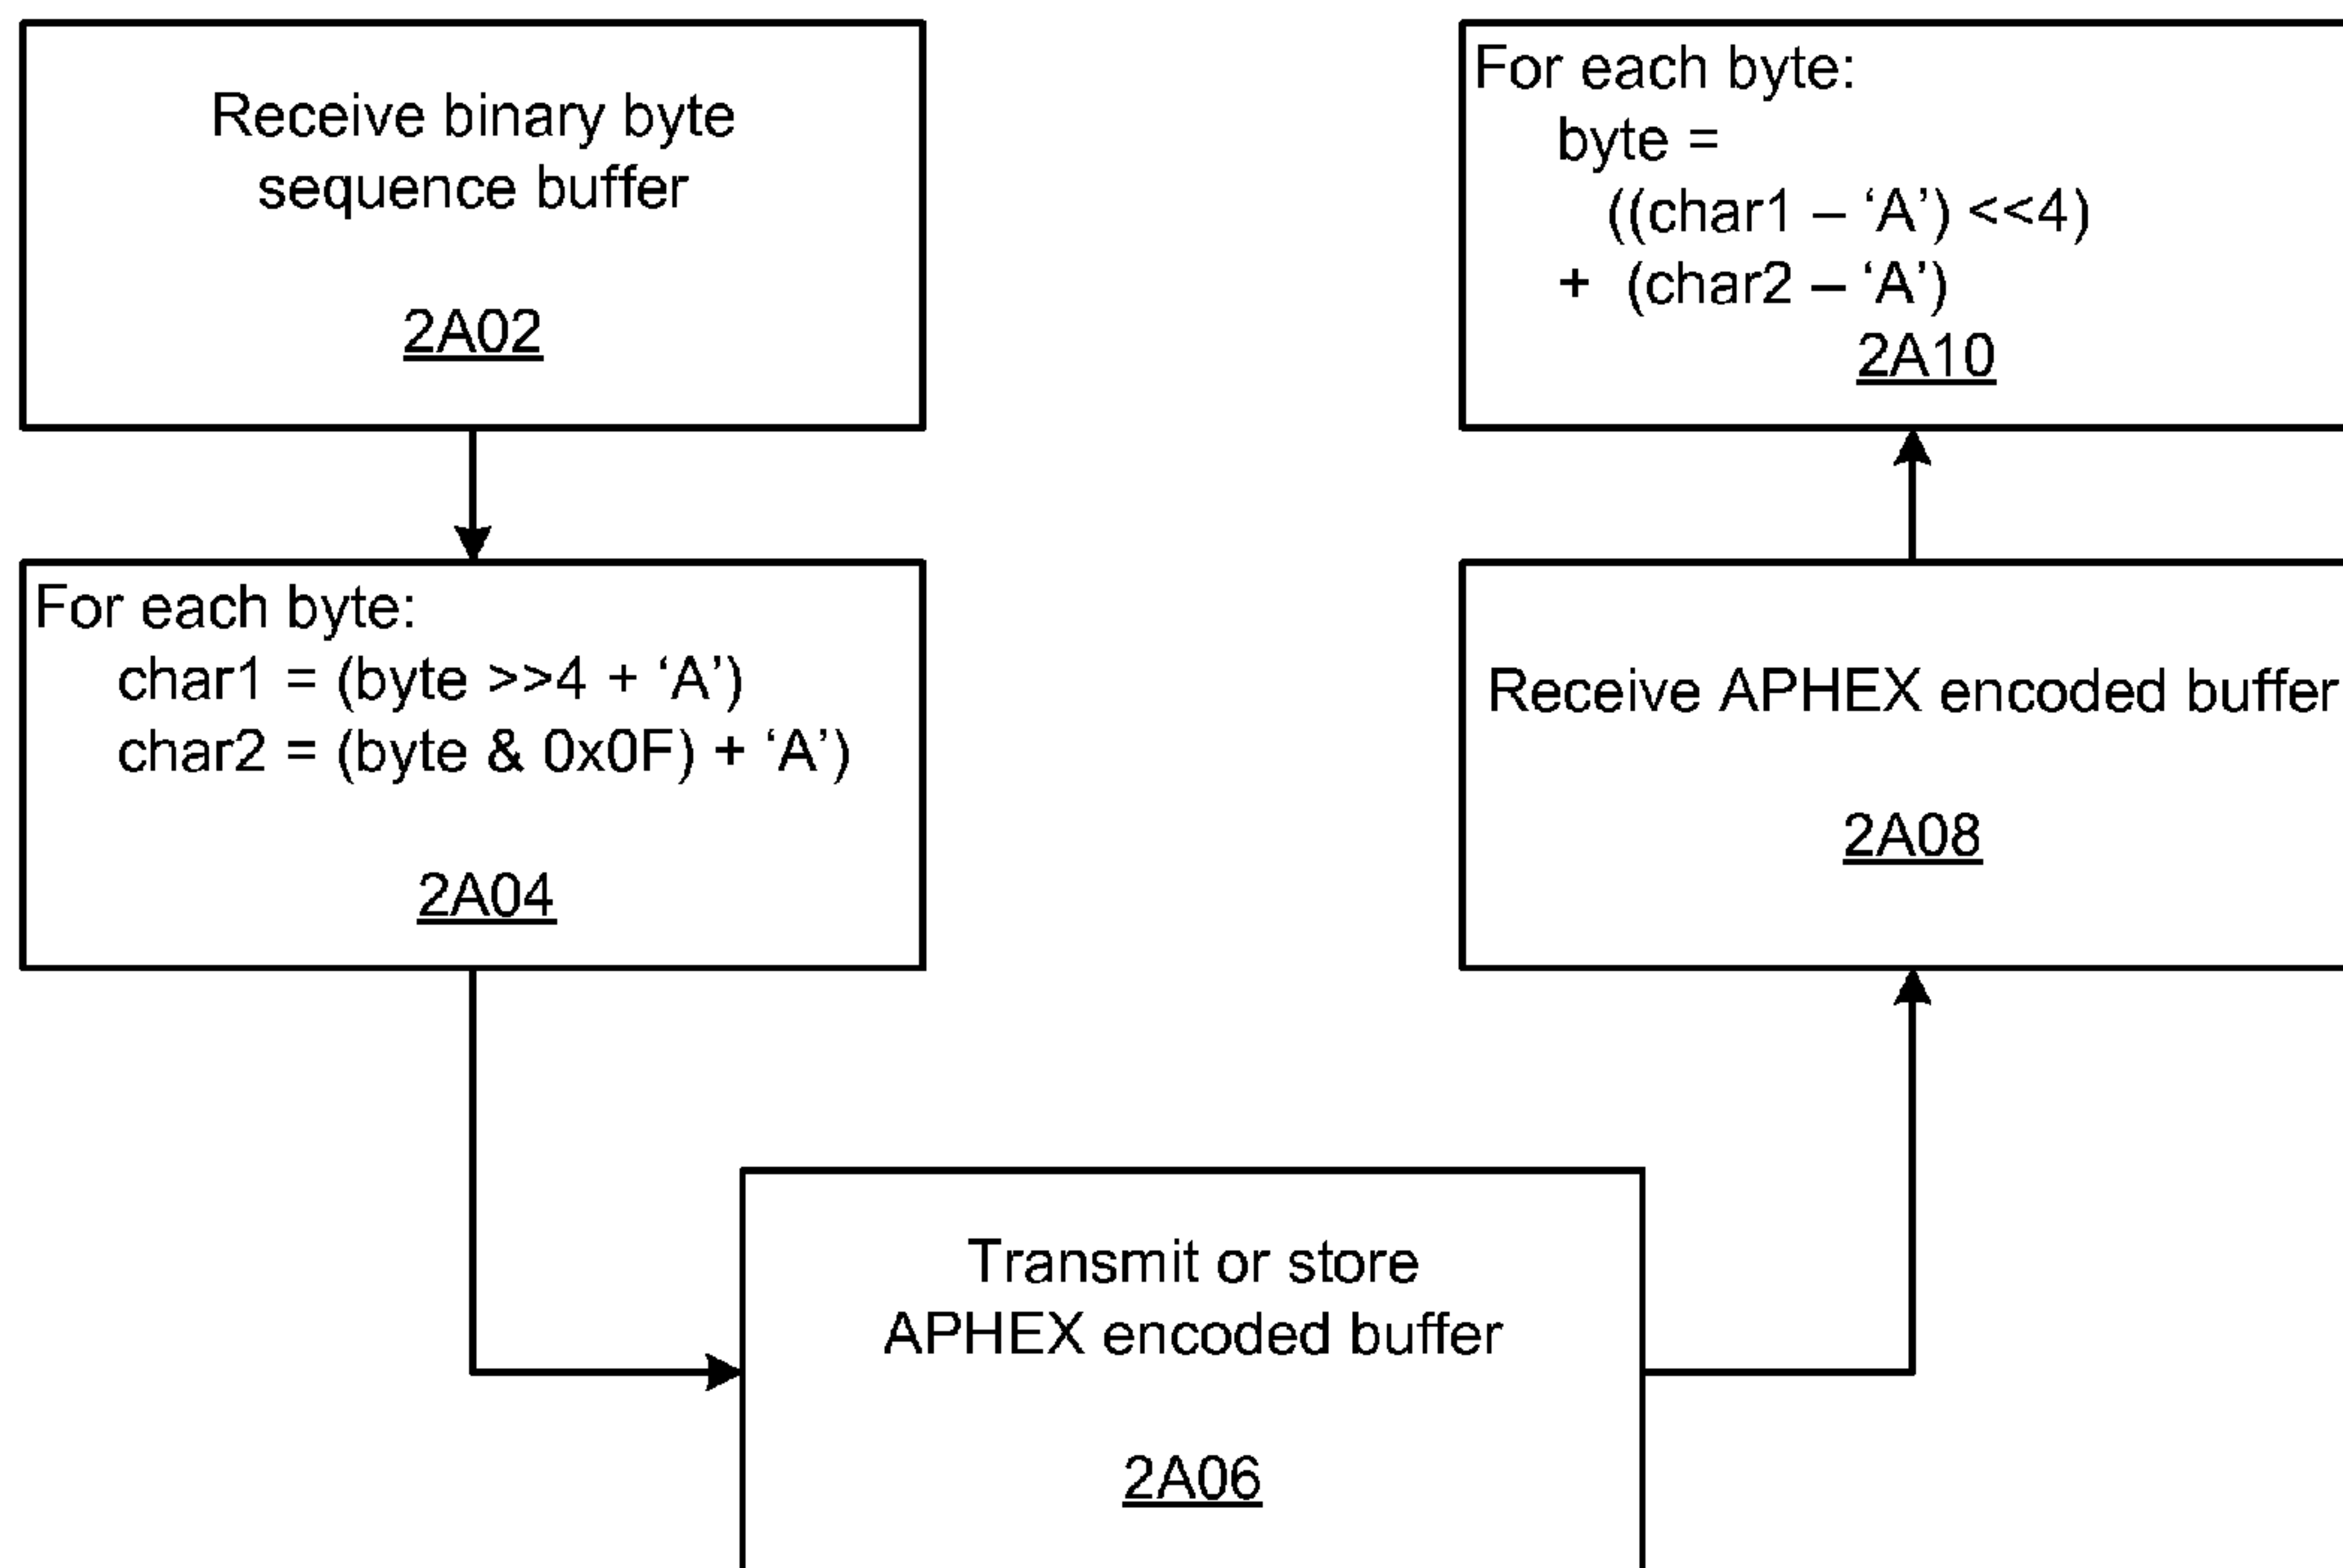 Receive binary byte
sequence buffer
2A02
For each byte:
char1 = (byte >>4 + ‘A’)
char2 = (byte & 0x0F) + ‘A’)
2A04
Transmit or store
APHEX encoded buffer
2A06
Receive APHEX encoded buffer
2A08
For each byte:
byte =
((char1 – ‘A’) <<4)
+ (char2 – ‘A’)
2A10